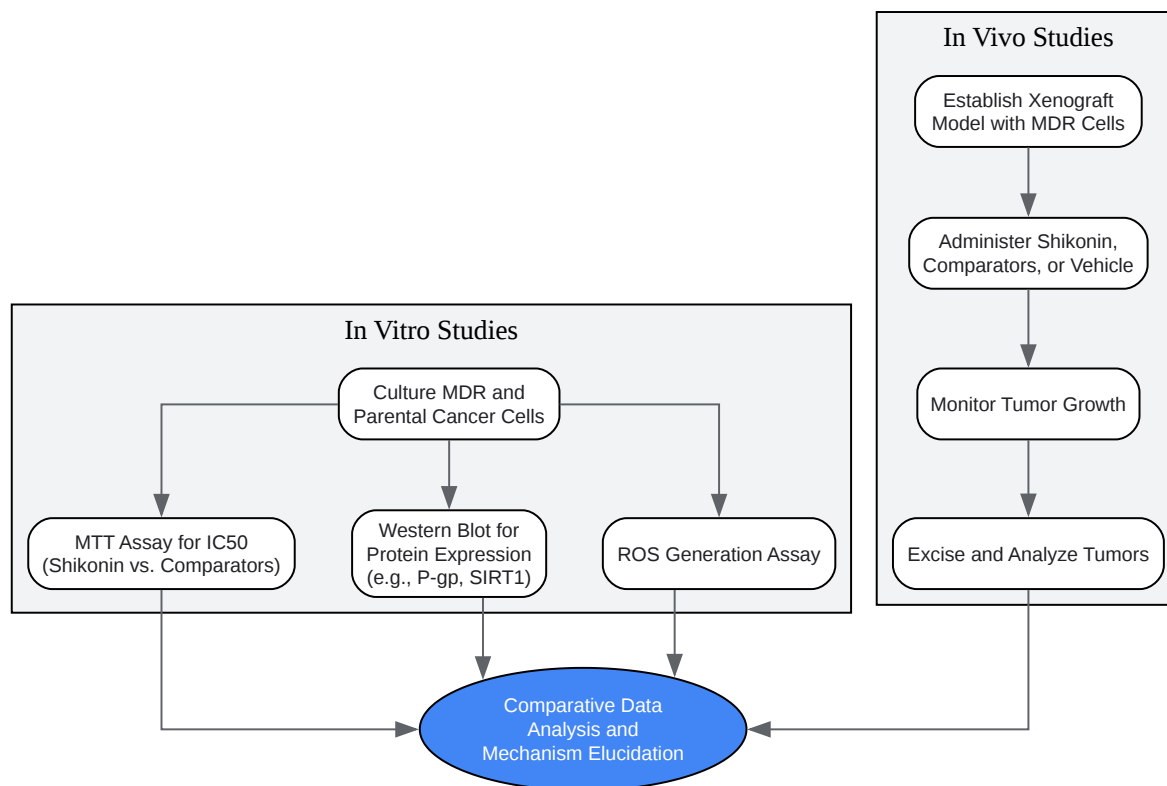 In Vivo Studies
Establish Xenograft
Model with MDR Cells
Administer Shikonin,
Comparators, or Vehicle
Monitor Tumor Growth
Excise and Analyze Tumors
In Vitro Studies
Culture MDR and
Parental Cancer Cells
MTT Assay for IC50
(Shikonin vs. Comparators)
Western Blot for
Protein Expression
(e.g., P-gp, SIRT1)
ROS Generation Assay
Comparative Data
Analysis and
Mechanism Elucidation